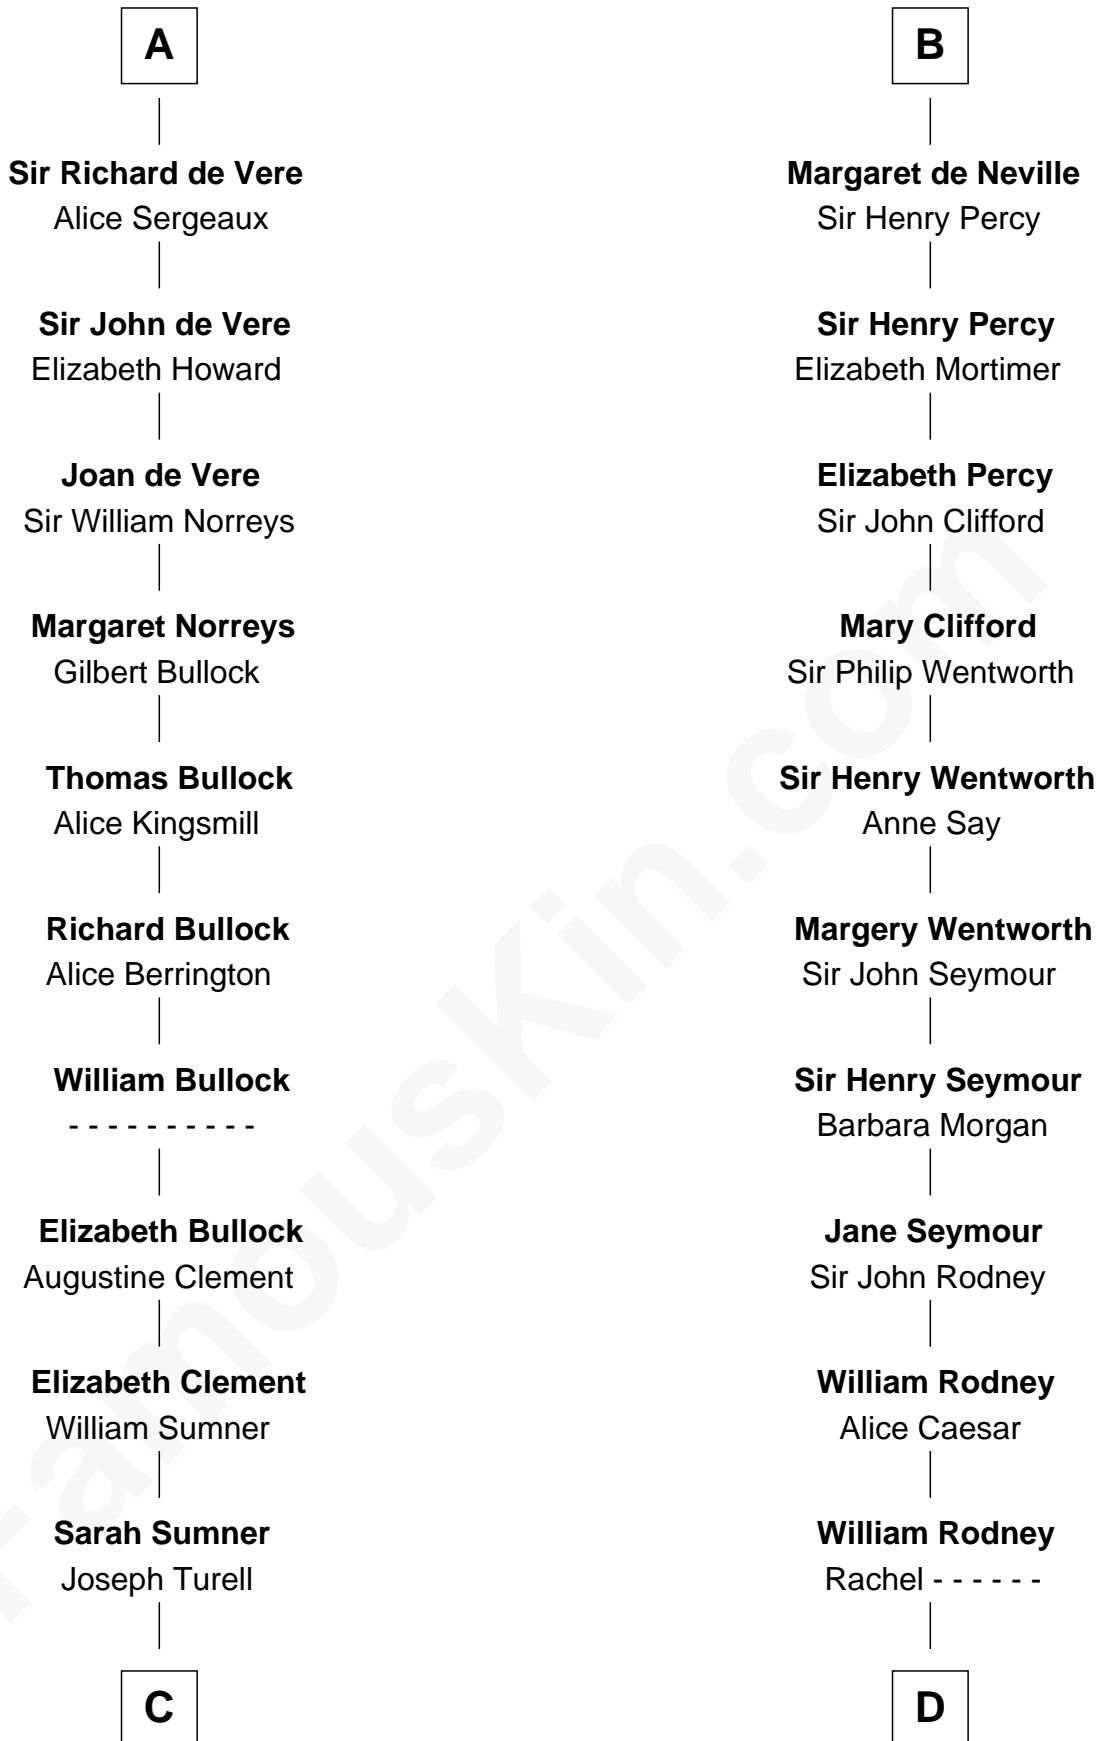 A
Sir Richard de Vere
Alice Sergeaux
Sir John de Vere
Elizabeth Howard
Joan de Vere
Sir William Norreys
Margaret Norreys
Gilbert Bullock
Thomas Bullock
Alice Kingsmill
Richard Bullock
Alice Berrington
William Bullock
- - - - - - - - - -
Elizabeth Bullock
Augustine Clement
Elizabeth Clement
William Sumner
Sarah Sumner
Joseph Turell
C
B
Margaret de Neville
Sir Henry Percy
Sir Henry Percy
Elizabeth Mortimer
Elizabeth Percy
Sir John Clifford
Mary Clifford
Sir Philip Wentworth
Sir Henry Wentworth
Anne Say
Margery Wentworth
Sir John Seymour
Sir Henry Seymour
Barbara Morgan
Jane Seymour
Sir John Rodney
William Rodney
Alice Caesar
William Rodney
Rachel - - - - - -
D
FamousKin.com